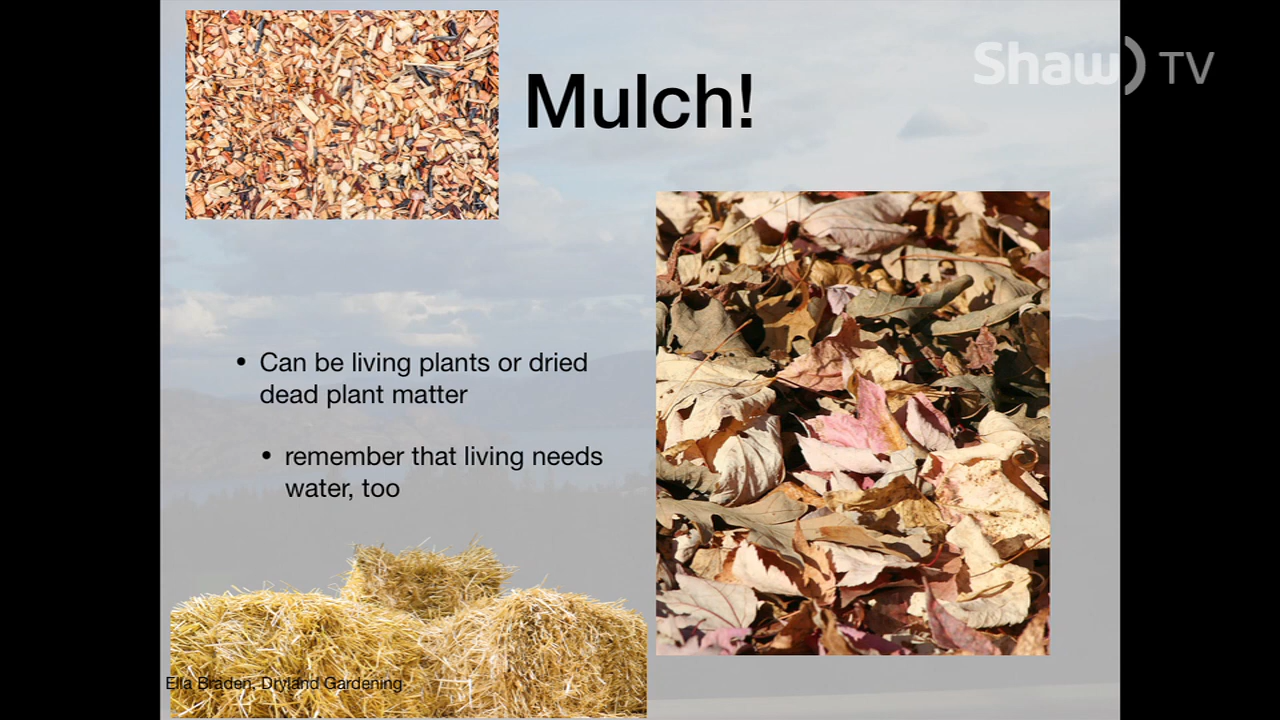 Shaw) TV
Mulch!
• Can be living plants or dried
dead plant matter
• remember that living needs
water, too
Ella Braden, Dryland Gardening